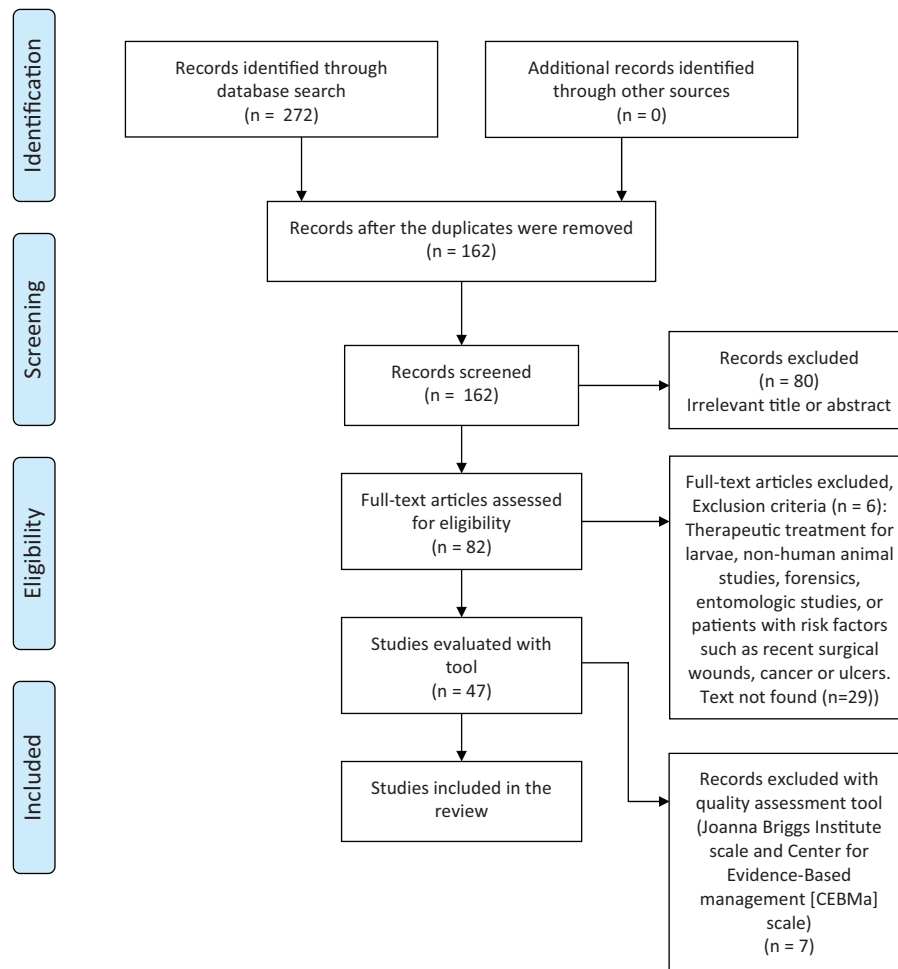 Identification
Records identified through
database search
(n = 272)
Additional records identified
through other sources
(n = 0)
Records after the duplicates were removed
(n = 162)
Screening
Records screened
(n = 162)
Records excluded
(n = 80)
Irrelevant title or abstract
Eligibility
Full-text articles assessed
for eligibility
(n = 82)
Full-text articles excluded,
Exclusion criteria (n = 6):
Therapeutic treatment for
larvae, non-human animal
studies, forensics,
entomologic studies, or
patients with risk factors
such as recent surgical
wounds, cancer or ulcers.
Text not found (n=29))
Studies evaluated with
tool
(n = 47)
Included
Studies included in the
review
Records excluded with
quality assessment tool
(Joanna Briggs Institute
scale and Center for
Evidence-Based
management [CEBMa]
scale)
(n = 7)